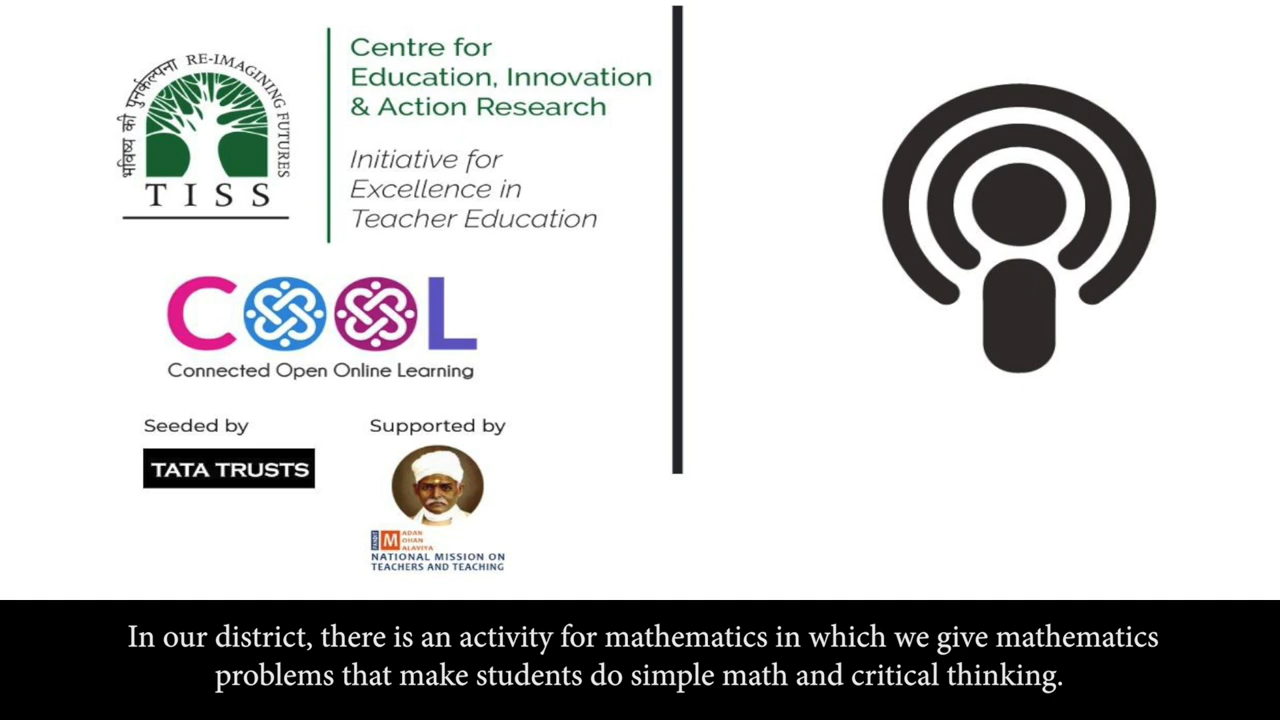 भविष्य की पुनर्कल्पना RE-IMAGINING FUTURES
TISS
Centre for
Education, Innovation
& Action Research
Initiative for
Excellence in
Teacher Education
COOL
Connected Open Online Learning
Seeded by
TATA TRUSTS
Supported by
MADAN
MOHAN
MALAVIYA
NATIONAL MISSION ON
TEACHERS AND TEACHING
In our district, there is an activity for mathematics in which we give mathematics
problems that make students do simple math and critical thinking.